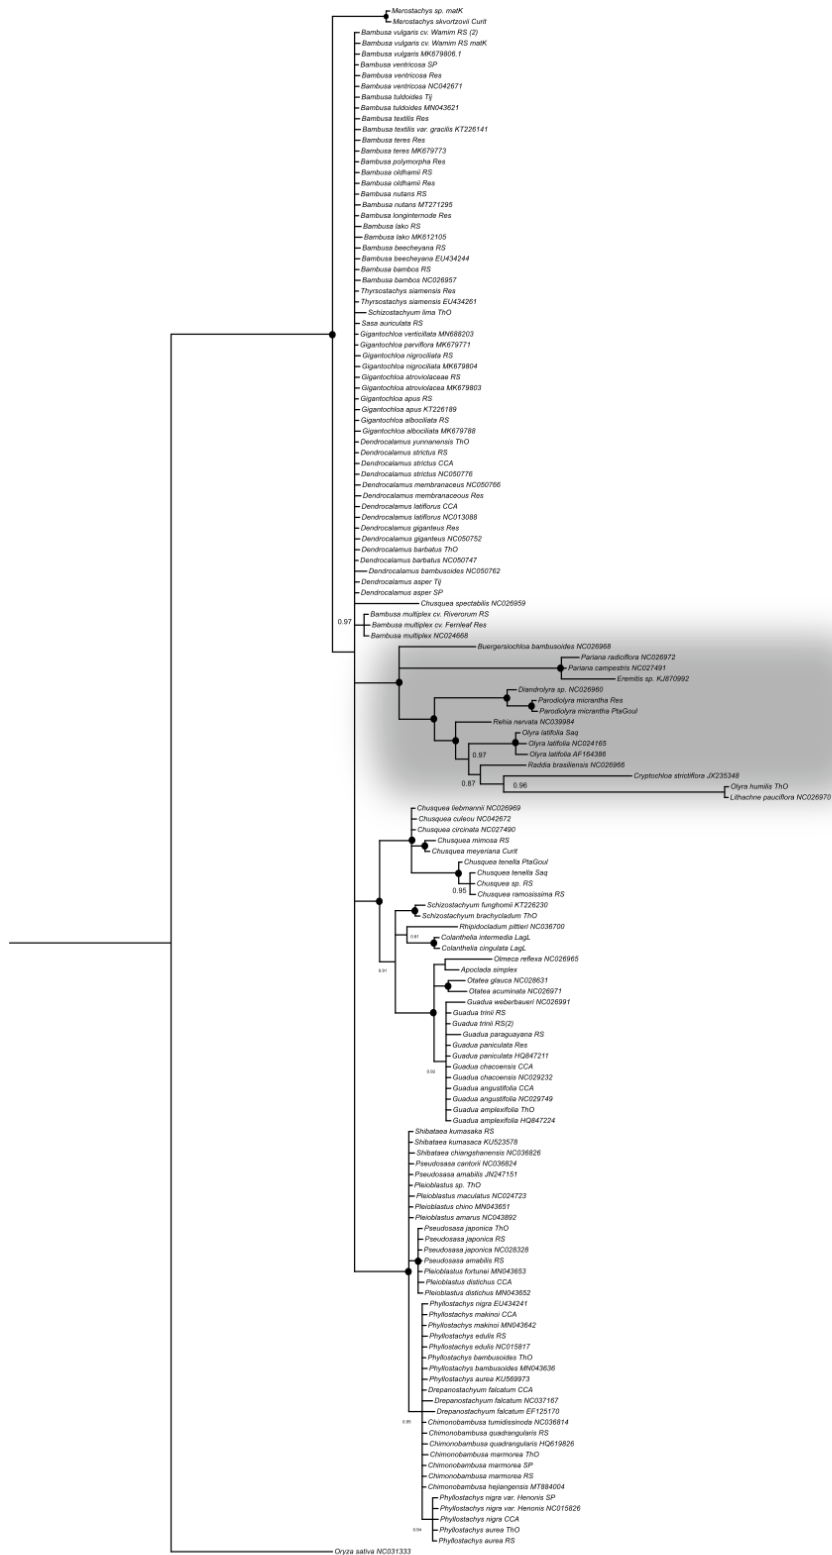 Merostachys sp. matK
Merostachys skvortzovii Curit
Bambusa vulgaris cv. Wamim RS (2)
Bambusa vulgaris cv. Wamim RS matK
Bambusa vulgaris MK679806.1
Bambusa ventricosa SP
Bambusa ventricosa Res
Bambusa ventricosa NC042671
Bambusa tuldoides Tij
Bambusa tuldoides MN043621
Bambusa textilis Res
Bambusa textilis var. gracilis KT226141
Bambusa teres Res
Bambusa teres MK679773
Bambusa polymorpha Res
Bambusa oldhamii RS
Bambusa oldhamii Res
Bambusa nutans RS
Bambusa nutans MT271295
Bambusa longinternode Res
Bambusa lako RS
Bambusa lako MK612105
Bambusa beecheyana RS
Bambusa beecheyana EU434244
Bambusa bambos RS
Bambusa bambos NC026957
Thyrsostachys siamensis Res
Thyrsostachys siamensis EU434261
Schizostachyum lima ThO
Sasa auriculata RS
Gigantochloa verticillata MN688203
Gigantochloa parviflora MK679771
Gigantochloa nigrociliata RS
Gigantochloa nigrociliata MK679804
Gigantochloa atroviolaceae RS
Gigantochloa atroviolacea MK679803
Gigantochloa apus RS
Gigantochloa apus KT226189
Gigantochloa albociliata RS
Gigantochloa albociliata MK679788
Dendrocalamus yunnanensis ThO
Dendrocalamus strictus RS
Dendrocalamus strictus CCA
Dendrocalamus strictus NC050776
Dendrocalamus membranaceus NC050766
Dendrocalamus membranaceous Res
Dendrocalamus latiflorus CCA
Dendrocalamus latiflorus NC013088
Dendrocalamus giganteus Res
Dendrocalamus giganteus NC050752
Dendrocalamus barbatus ThO
Dendrocalamus barbatus NC050747
Dendrocalamus bambusoides NC050762
Dendrocalamus asper Tij
Dendrocalamus asper SP
Chusquea spectabilis NC026959
Bambusa multiplex cv. Riverorum RS
0.97
Bambusa multiplex cv. Fernleaf Res
Bambusa multiplex NC024668
Buergersiochloa bambusoides NC026968
Pariana radiciflora NC026972
Pariana campestris NC027491
Eremitis sp. KJ870992
Diandrolyra sp. NC026960
Parodiolyra micrantha Res
Parodiolyra micrantha PtaGoul
Rehia nervata NC039984
Olyra latifolia Saq
Olyra latifolia NC024165
0.97
Olyra latifolia AF164386
Raddia brasiliensis NC026966
Cryptochloa strictiflora JX235348
0.87
0.96
Olyra humilis ThO
Lithachne pauciflora NC026970
Chusquea liebmannii NC026969
Chusquea culeou NC042672
Chusquea circinata NC027490
Chusquea mimosa RS
Chusquea meyeriana Curit
Chusquea tenella PtaGoul
Chusquea tenella Saq
Chusquea sp. RS
0.95
Chusquea ramosissima RS
Schizostachyum funghomii KT226230
Schizostachyum brachycladum ThO
Rhipidocladum pittieri NC036700
Colanthelia intermedia LagL
Colanthelia cingulata LagL
Olmeca reflexa NC026965
0.91
Apoclada simplex
Otatea glauca NC028631
Otatea acuminata NC026971
Guadua weberbaueri NC026991
Guadua trinii RS
Guadua trinii RS(2)
Guadua paraguayana RS
Guadua paniculata Res
Guadua paniculata HQ847211
Guadua chacoensis CCA
Guadua chacoensis NC029232
Guadua angustifolia CCA
Guadua angustifolia NC029749
Guadua amplexifolia ThO
Guadua amplexifolia HQ847224
Shibataea kumasaka RS
Shibataea kumasaca KU523578
Shibataea chiangshanensis NC036826
Pseudosasa cantorii NC036824
Pseudosasa amabilis JN247151
Pleioblastus sp. ThO
Pleioblastus maculatus NC024723
Pleioblastus chino MN043651
Pleioblastus amarus NC043892
Pseudosasa japonica ThO
Pseudosasa japonica RS
Pseudosasa japonica NC028328
Pseudosasa amabilis RS
Pleioblastus fortunei MN043653
Pleioblastus distichus CCA
Pleioblastus distichus MN043652
Phyllostachys nigra EU434241
Phyllostachys makinoi CCA
Phyllostachys makinoi MN043642
Phyllostachys edulis RS
Phyllostachys edulis NC015817
Phyllostachys bambusoides ThO
Phyllostachys bambusoides MN043636
Phyllostachys aurea KU569973
Drepanostachyum falcatum CCA
Drepanostachyum falcatum NC037167
Drepanostachyum falcatum EF125170
Chimonobambusa tumidissinoda NC036814
Chimonobambusa quadrangularis RS
Chimonobambusa quadrangularis HQ619826
Chimonobambusa marmorea ThO
Chimonobambusa marmorea SP
Chimonobambusa marmorea RS
Chimonobambusa hejiangensis MT884004
Phyllostachys nigra var. Henonis SP
Phyllostachys nigra var. Henonis NC015826
Phyllostachys nigra CCA
Phyllostachys aurea ThO
Phyllostachys aurea RS
Oryza sativa NC031333